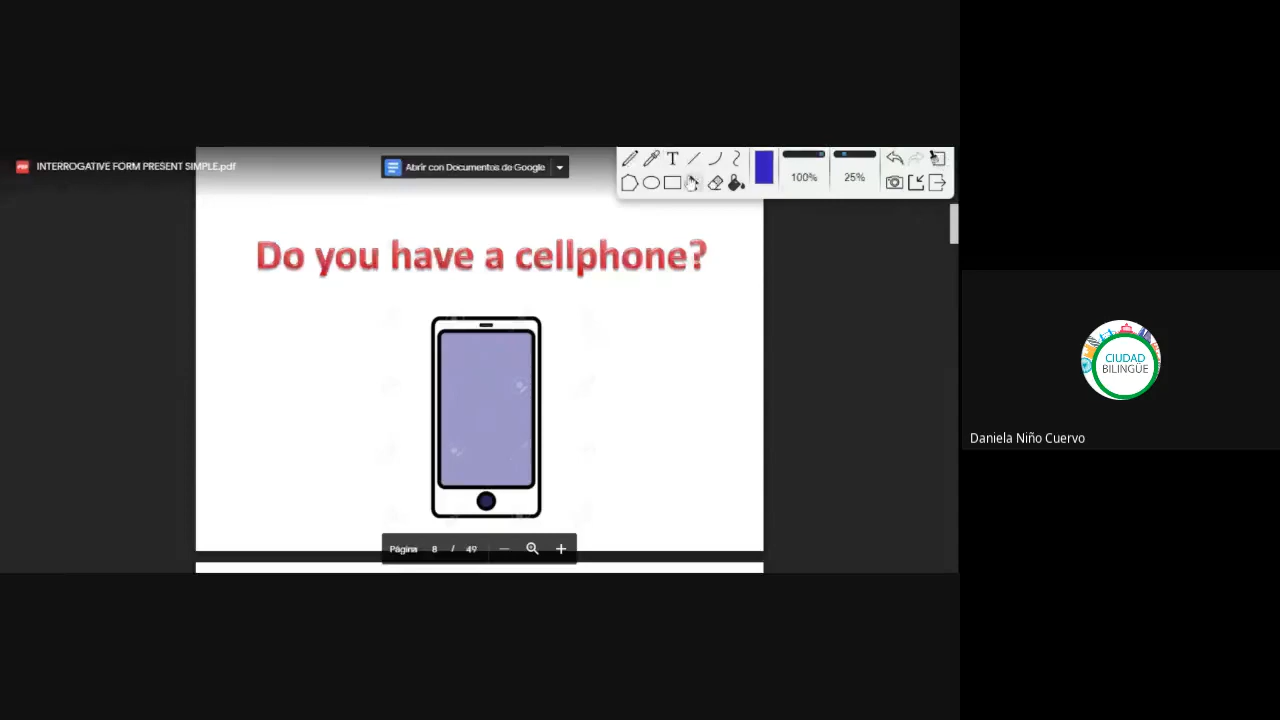 INTERROGATIVE FORM PRESENT SIMPLE.pdf
Abrir con Documentos de Google
100%
25%
Do you have a cellphone?
CIUDAD
BILINGÜE
Daniela Niño Cuervo
Página 8 / 49